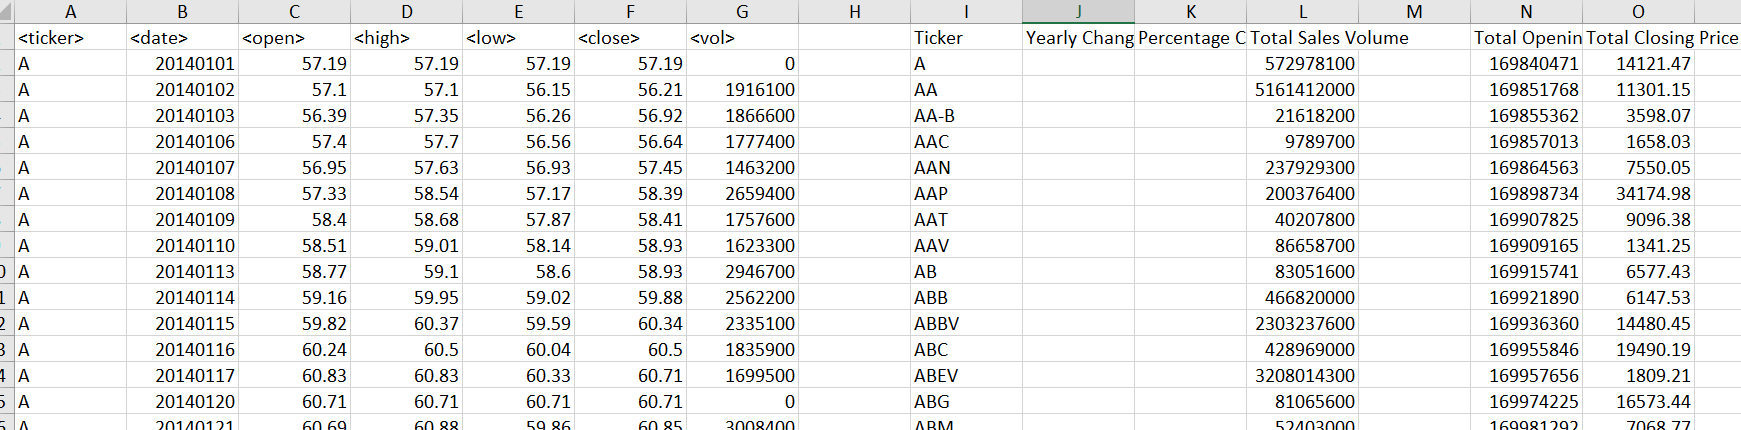 A B C D E F G H I J K L M N O
<ticker> <date> <open> <high> <low> <close> <vol> Ticker Yearly Chang Percentage C Total Sales Volume Total Openin Total Closing Price
A 20140101 57.19 57.19 57.19 57.19 0 A 572978100 169840471 14121.47
A 20140102 57.1 57.1 56.15 56.21 1916100 AA 5161412000 169851768 11301.15
A 20140103 56.39 57.35 56.26 56.92 1866600 AA-B 21618200 169855362 3598.07
A 20140106 57.4 57.7 56.56 56.64 1777400 AAC 9789700 169857013 1658.03
A 20140107 56.95 57.63 56.93 57.45 1463200 AAN 237929300 169864563 7550.05
A 20140108 57.33 58.54 57.17 58.39 2659400 AAP 200376400 169898734 34174.98
A 20140109 58.4 58.68 57.87 58.41 1757600 AAT 40207800 169907825 9096.38
A 20140110 58.51 59.01 58.14 58.93 1623300 AAV 86658700 169909165 1341.25
A 20140113 58.77 59.1 58.6 58.93 2946700 AB 83051600 169915741 6577.43
A 20140114 59.16 59.95 59.02 59.88 2562200 ABB 466820000 169921890 6147.53
A 20140115 59.82 60.37 59.59 60.34 2335100 ABBV 2303237600 169936360 14480.45
A 20140116 60.24 60.5 60.04 60.5 1835900 ABC 428969000 169955846 19490.19
A 20140117 60.83 60.83 60.33 60.71 1699500 ABEV 3208014300 169957656 1809.21
A 20140120 60.71 60.71 60.71 60.71 0 ABG 81065600 169974225 16573.44
A 20140121 60.69 60.88 59.86 60.85 3008400 ABM 52403000 169981292 7068.77